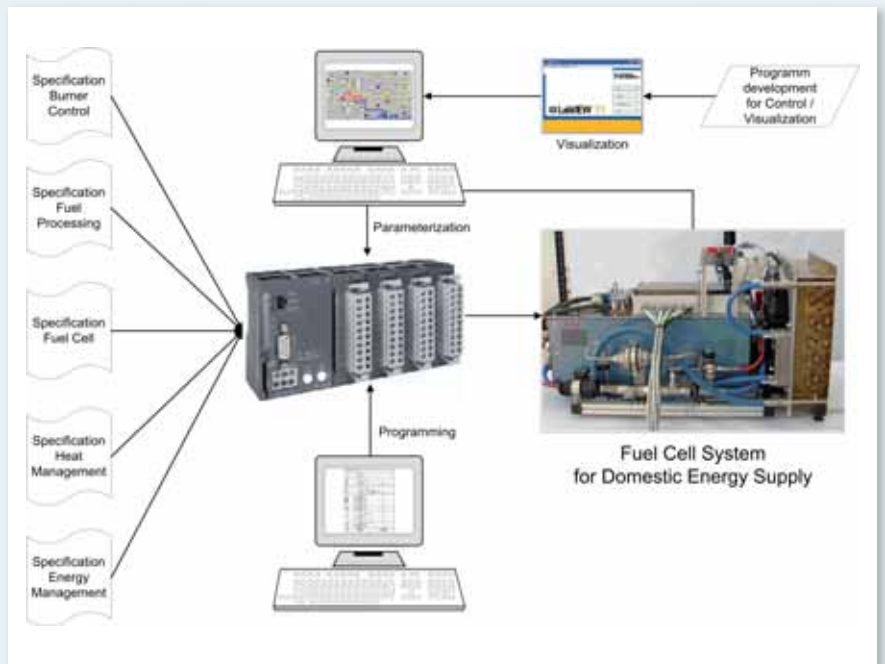 Specification
Burner
Control
Specification
Fuel
Processing
Specification
Fuel Cell
Specification
Heat
Management
Specification
Energy
Management
LabVIEW
Visualization
Programm
development
for Control /
Visualization
Parameterization
Programming
Fuel Cell System
for Domestic Energy Supply